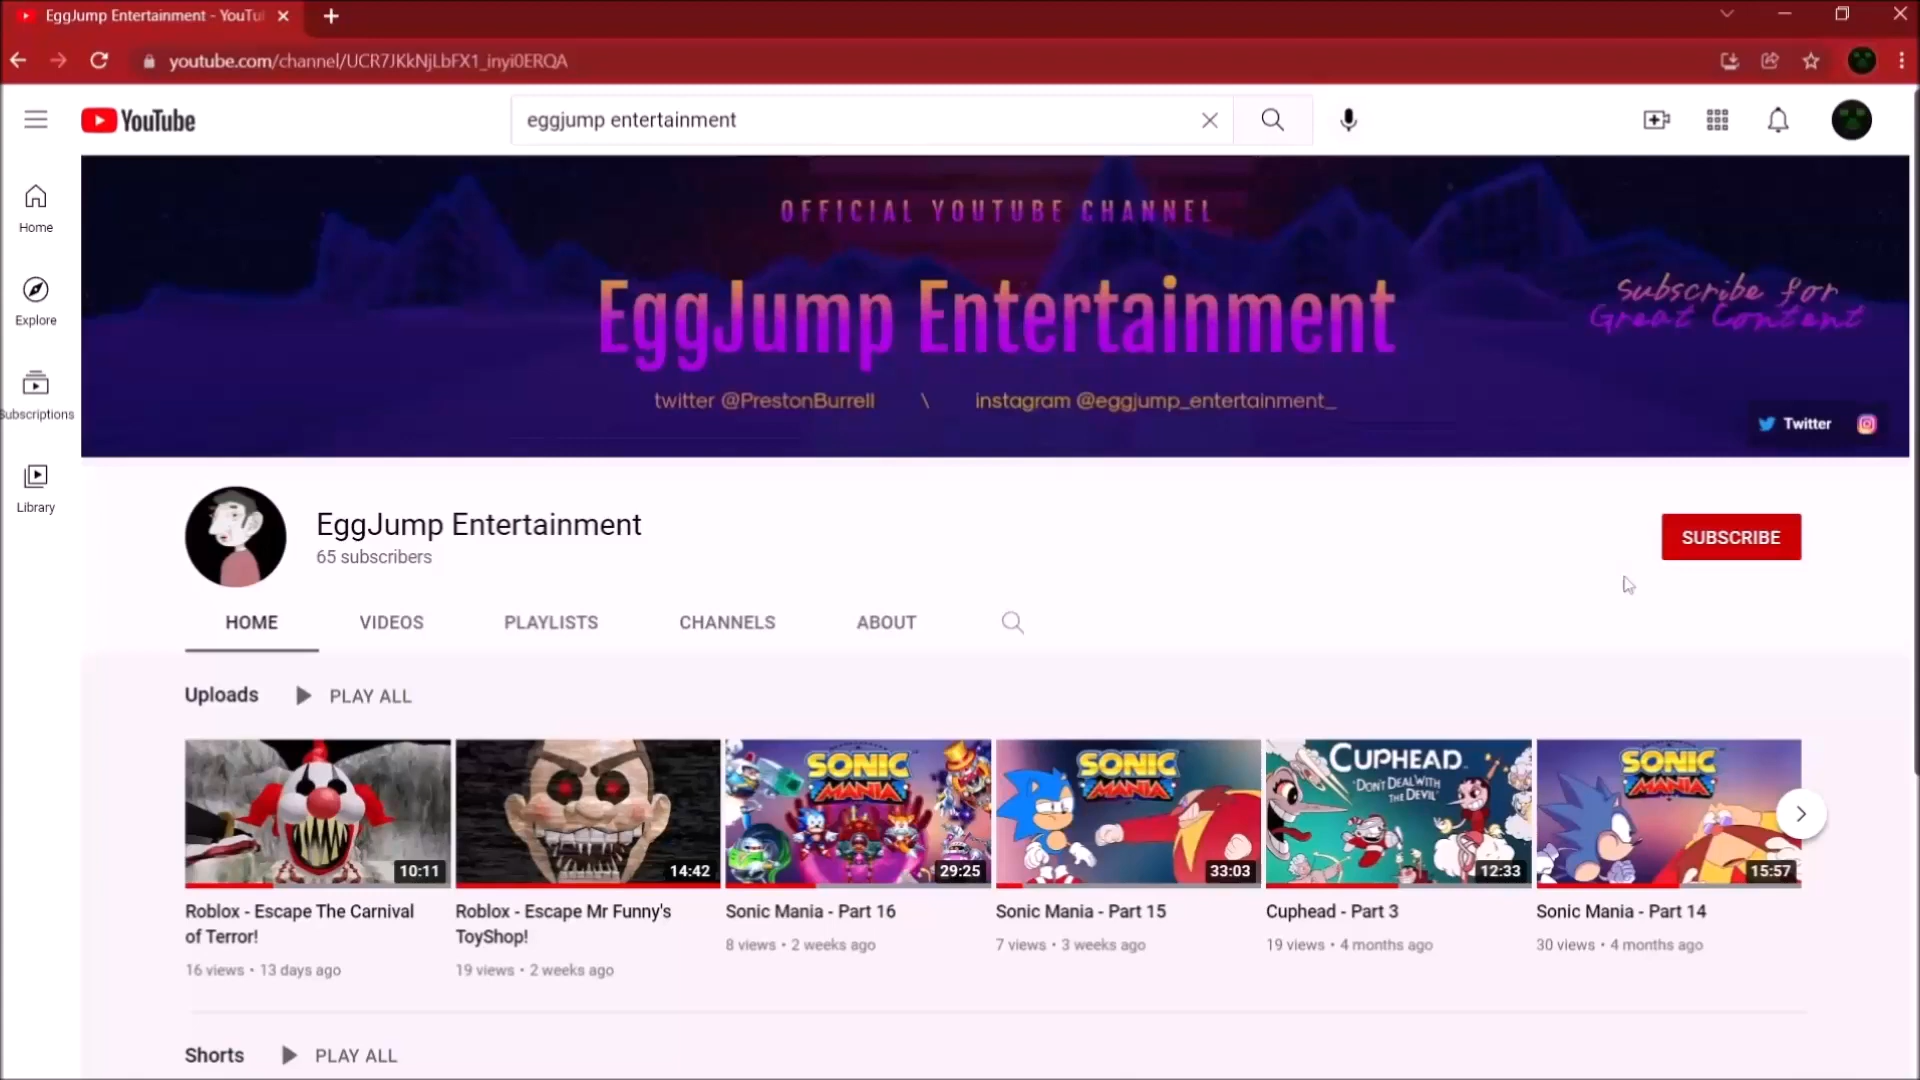 EggJump Entertainment - YouTu
youtube.com/channel/UCR7JKkNjLbFX1_inyi0ERQA
YouTube
eggjump entertainment
Home
Explore
Subscriptions
Library
OFFICIAL YOUTUBE CHANNEL
EggJump Entertainment
twitter @PrestonBurrell \ instagram @eggjump_entertainment_
Subscribe for
Great Content
Twitter
EggJump Entertainment
65 subscribers
SUBSCRIBE
HOME VIDEOS PLAYLISTS CHANNELS ABOUT
Uploads PLAY ALL
SONIC
MANIA
SONIC
MANIA
CUPHEAD
"DON'T DEAL WITH
THE DEVIL"
SONIC
MANIA
10:11 14:42 29:25 33:03 12:33 15:57
Roblox - Escape The Carnival
of Terror!
16 views • 13 days ago
Roblox - Escape Mr Funny's
ToyShop!
19 views • 2 weeks ago
Sonic Mania - Part 16
8 views • 2 weeks ago
Sonic Mania - Part 15
7 views • 3 weeks ago
Cuphead - Part 3
19 views • 4 months ago
Sonic Mania - Part 14
30 views • 4 months ago
Shorts PLAY ALL